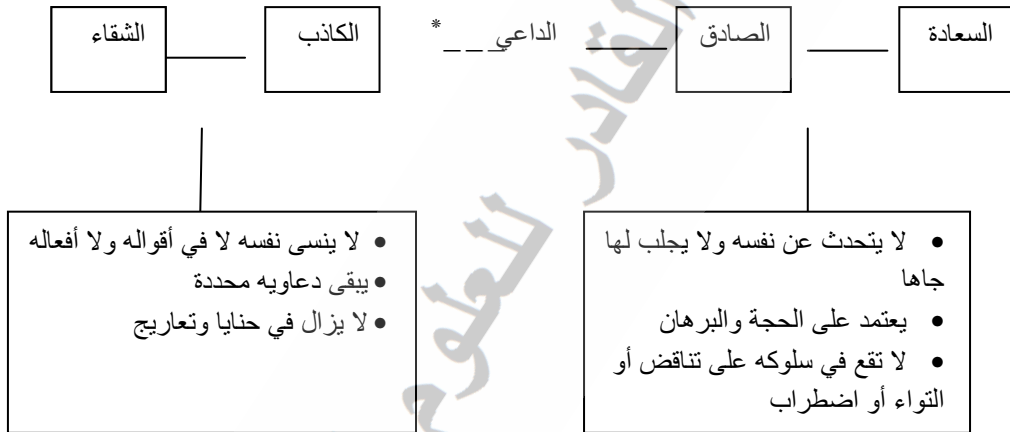 السعادة
الصادق
الداعي _ _ _*
الكاذب
الشقاء
• لا يتحدث عن نفسه ولا يجلب لها
جاها
• يعتمد على الحجة والبرهان
• لا تقع في سلوكه على تناقض أو
التواء أو اضطراب
• لا ينسى نفسه لا في أقواله ولا أفعاله
• يبقى دعاويه محددة
• لا يزال في حنايا وتعاريج
القادر للعلوم